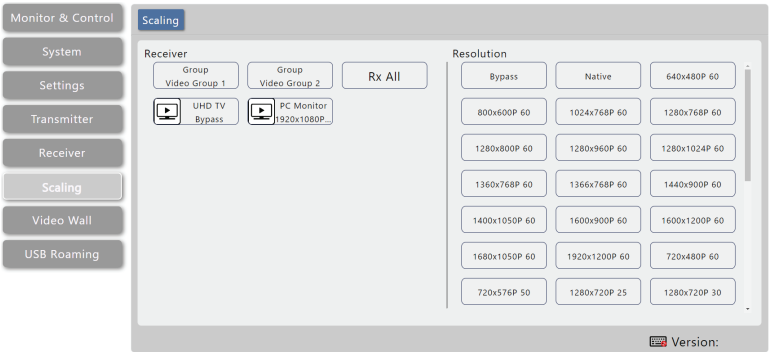 Monitor & Control
System
Settings
Transmitter
Receiver
Scaling
Video Wall
USB Roaming
Scaling
Receiver
Group
Video Group 1
Group
Video Group 2
Rx All
UHD TV
Bypass
PC Monitor
1920x1080P...
Resolution
Bypass
Native
640x480P 60
800x600P 60
1024x768P 60
1280x768P 60
1280x800P 60
1280x960P 60
1280x1024P 60
1360x768P 60
1366x768P 60
1440x900P 60
1400x1050P 60
1600x900P 60
1600x1200P 60
1680x1050P 60
1920x1200P 60
720x480P 60
720x576P 50
1280x720P 25
1280x720P 30
Version: